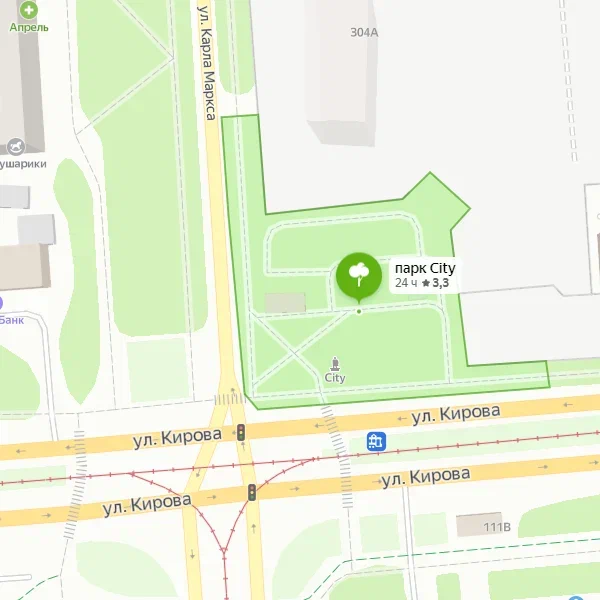 Апрель
ул. Карла Маркса
304А
ушарики
парк City
24 ч ★ 3,3
Банк
City
ул. Кирова
ул. Кирова
ул. Кирова
ул. Кирова
111В